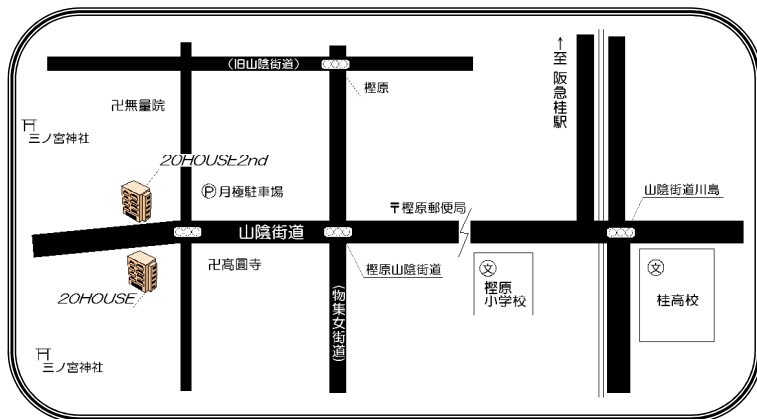 (旧山陰街道)
樫原
→至 阪急桂駅
卍無量院
三ノ宮神社
20HOUSE2nd
Ⓟ月極駐車場
〒樫原郵便局
山陰街道川島
山陰街道
卍高圓寺
樫原山陰街道
文
樫原
小学校
文
桂高校
20HOUSE
(物集女街道)
三ノ宮神社